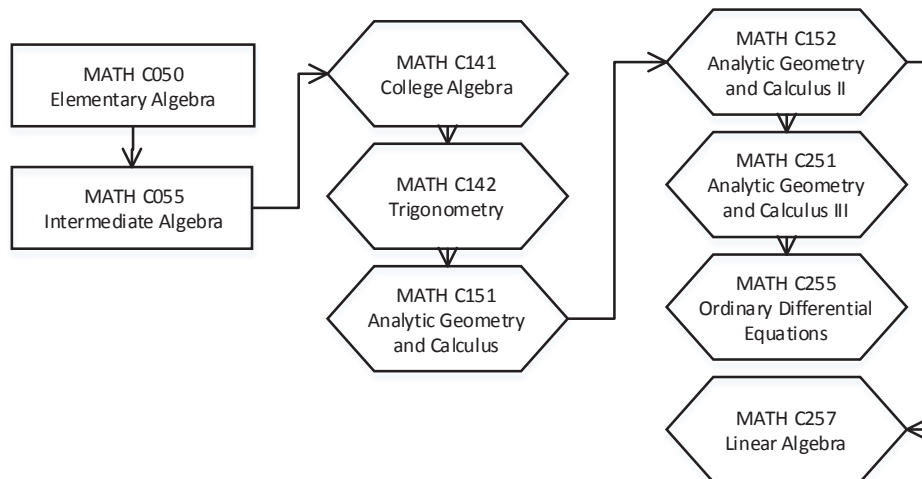 MATH C050
Elementary Algebra
MATH C055
Intermediate Algebra
MATH C141
College Algebra
MATH C142
Trigonometry
MATH C151
Analytic Geometry
and Calculus
MATH C152
Analytic Geometry
and Calculus II
MATH C251
Analytic Geometry
and Calculus III
MATH C255
Ordinary Differential
Equations
MATH C257
Linear Algebra